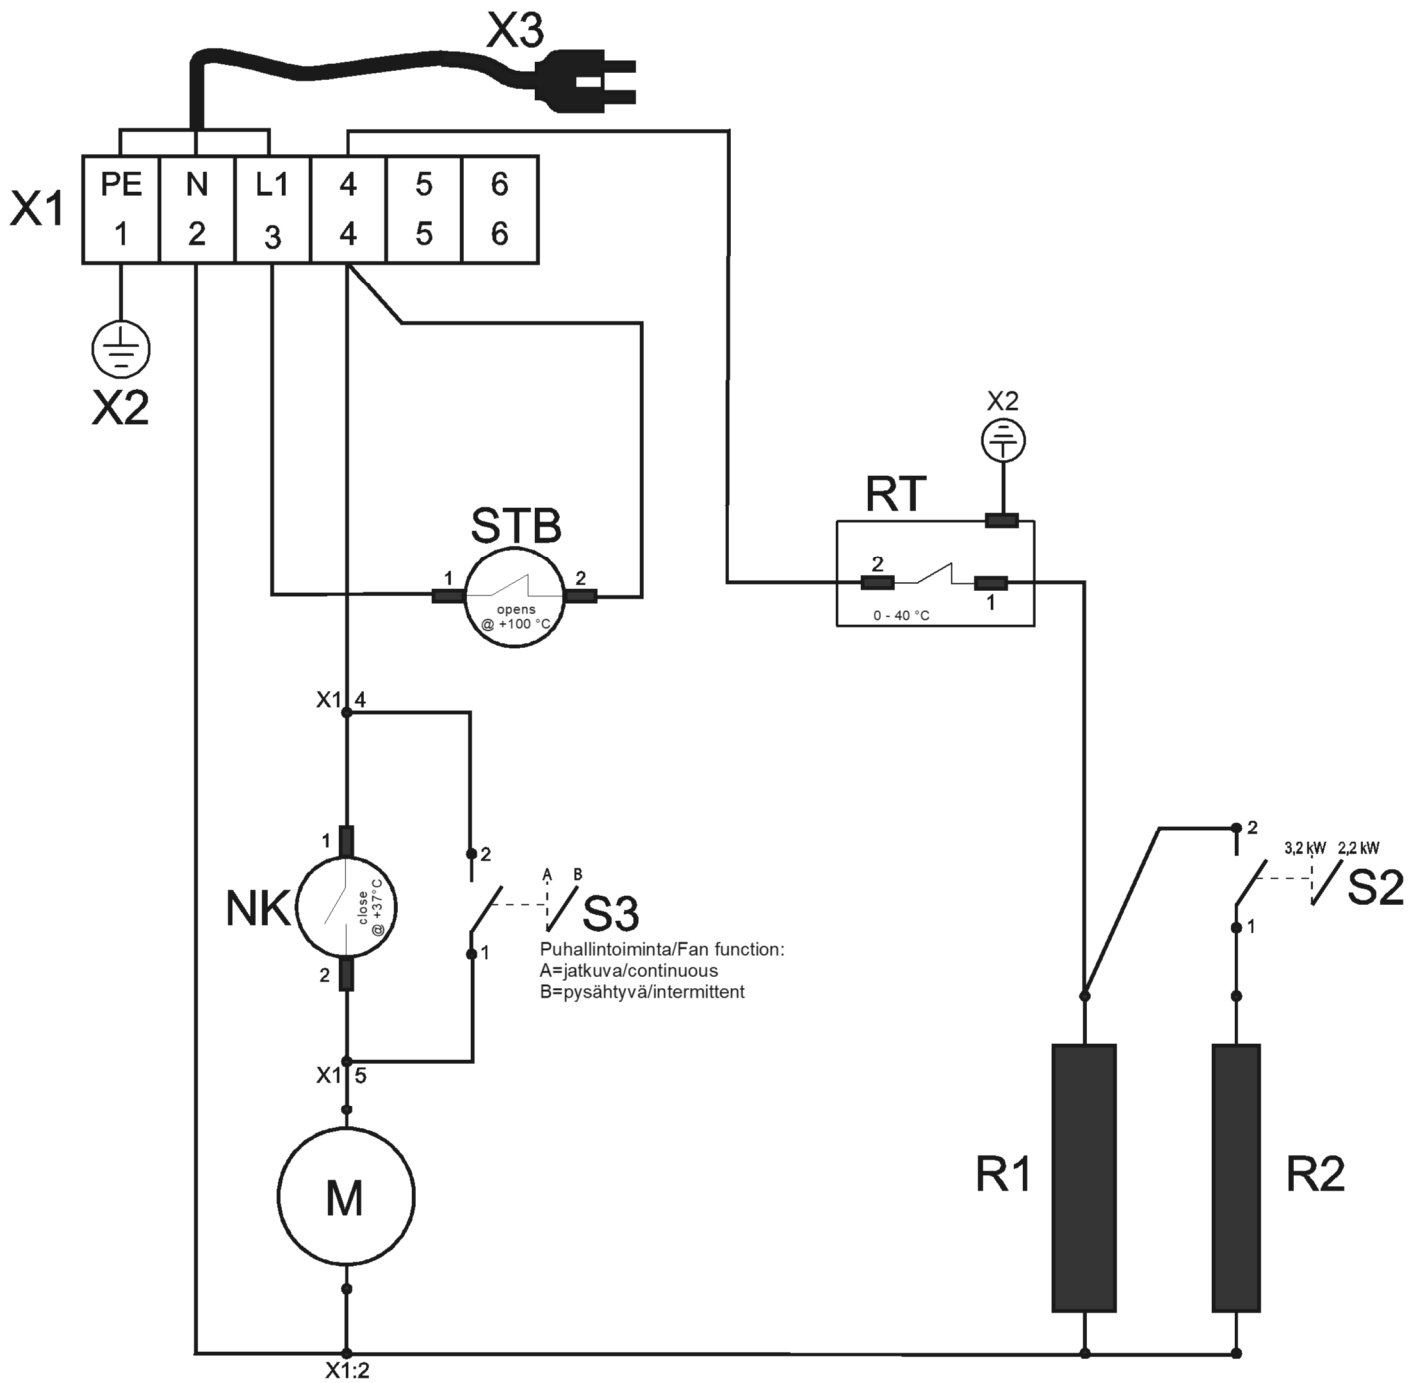 X3
X1
PE N L1 4 5 6
1 2 3 4 5 6
X2
X2
RT
STB
1 2
opens
@ +100 °C
2
1
0 - 40 °C
X1 4
1
NK
close
@ +37°C
2
2
A B
S3
1
Puhallintoiminta/Fan function:
A=jatkuva/continuous
B=pysähtyvä/intermittent
2
3,2 kW 2,2 kW
S2
1
X1 5
M
R1
R2
X1:2